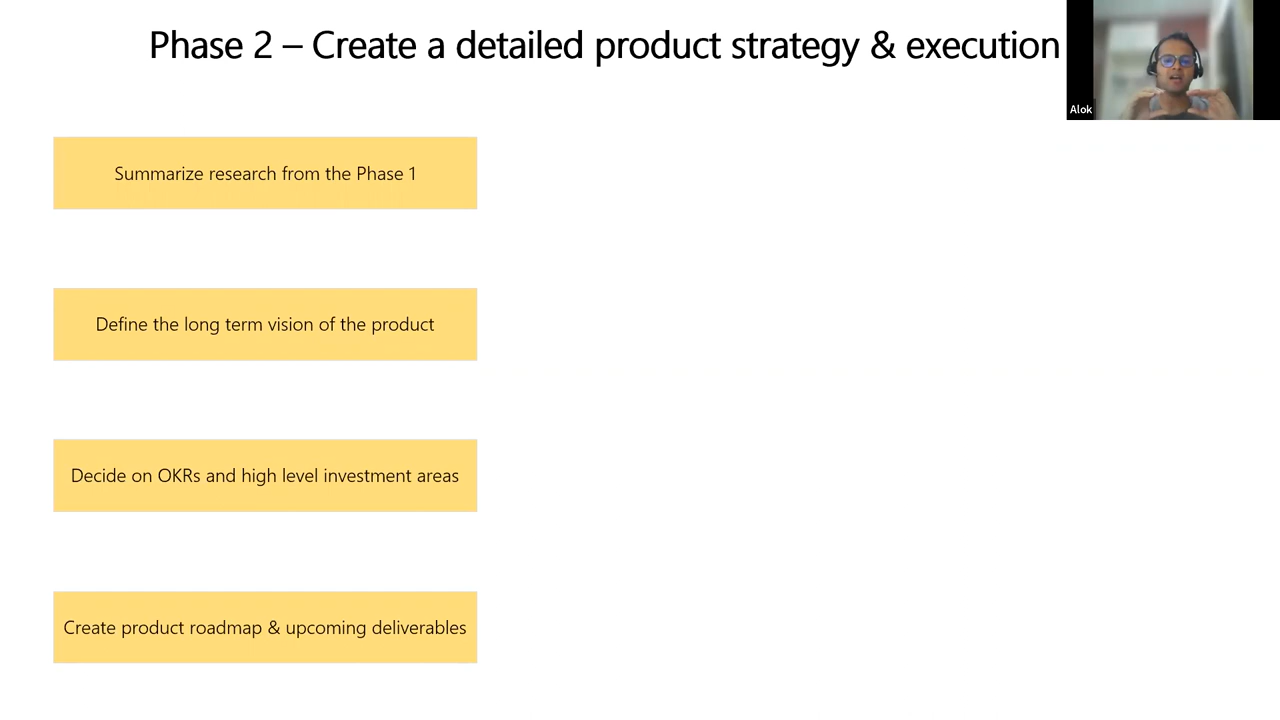 Phase 2 – Create a detailed product strategy & execution
Alok
Summarize research from the Phase 1
Define the long term vision of the product
Decide on OKRs and high level investment areas
Create product roadmap & upcoming deliverables